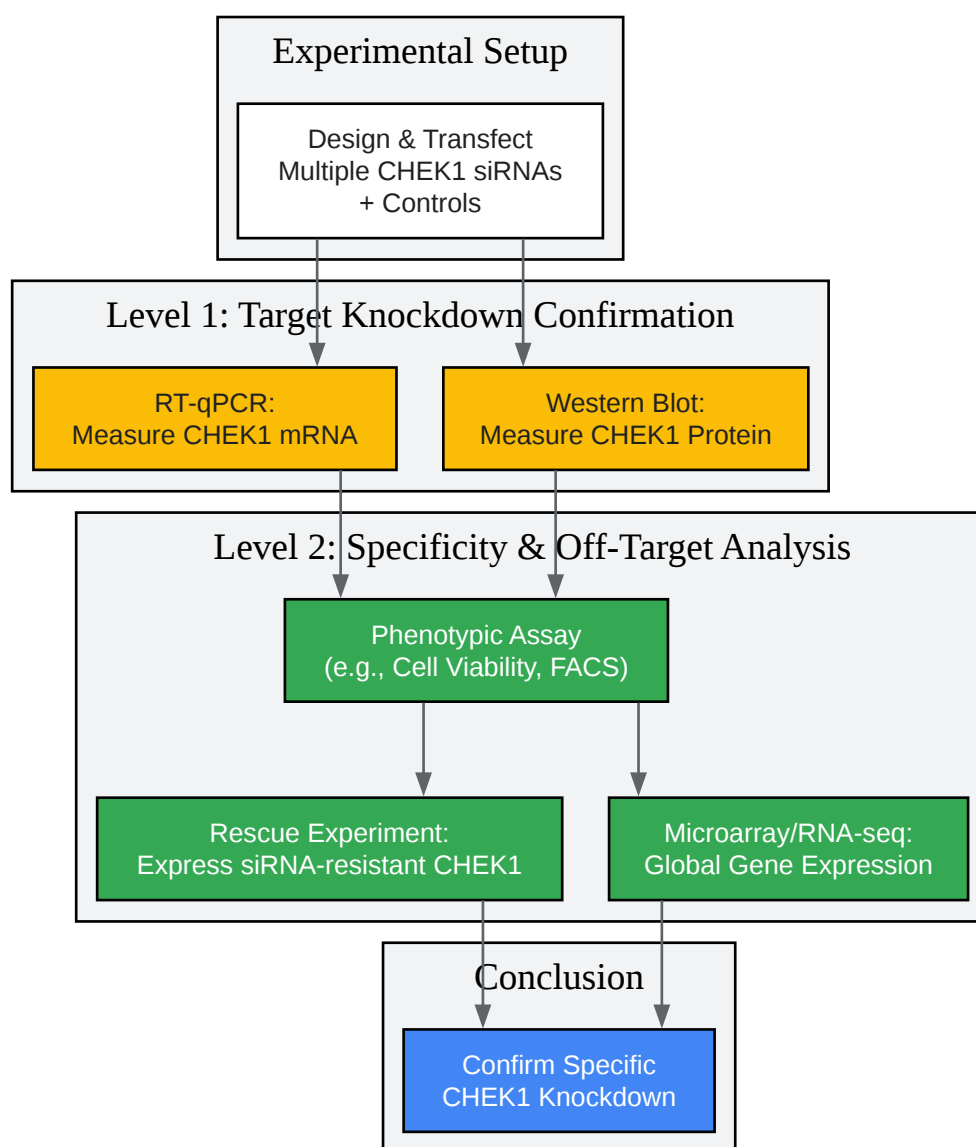 Experimental Setup
Design & Transfect
Multiple CHEK1 siRNAs
+ Controls
Level 1: Target Knockdown Confirmation
RT-qPCR:
Measure CHEK1 mRNA
Western Blot:
Measure CHEK1 Protein
Level 2: Specificity & Off-Target Analysis
Phenotypic Assay
(e.g., Cell Viability, FACS)
Rescue Experiment:
Express siRNA-resistant CHEK1
Microarray/RNA-seq:
Global Gene Expression
Conclusion
Confirm Specific
CHEK1 Knockdown